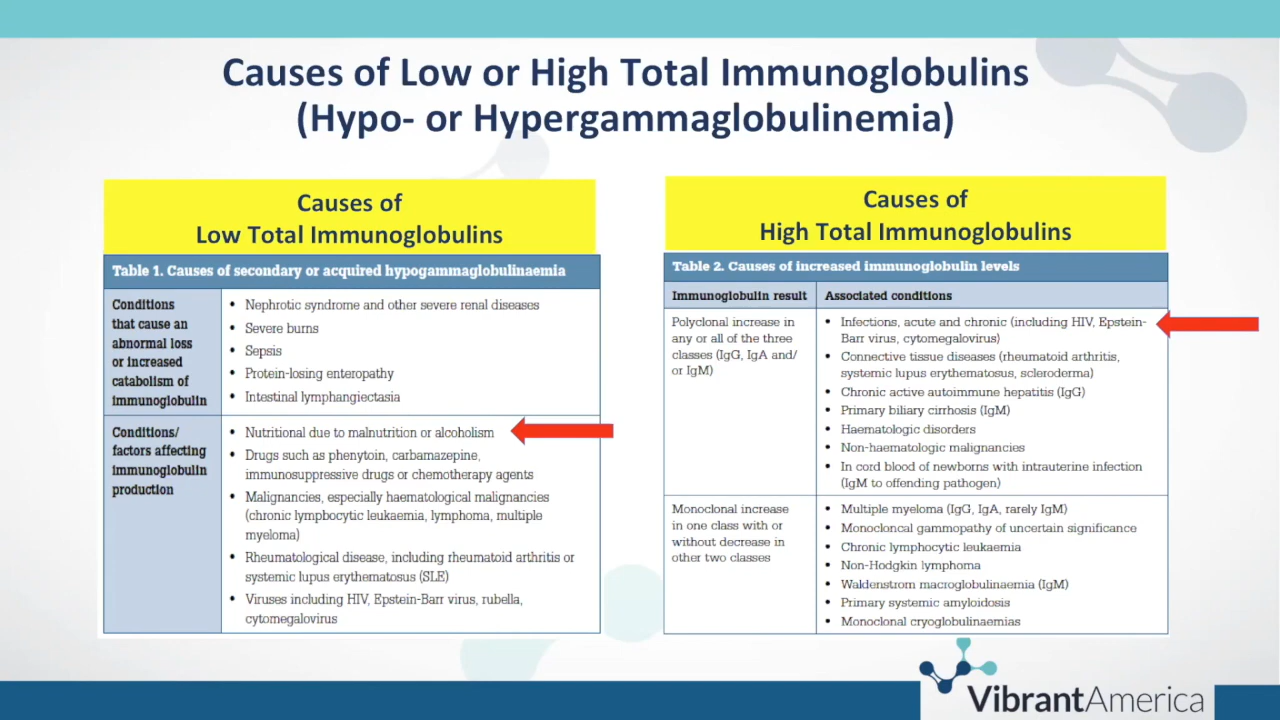 Causes of Low or High Total Immunoglobulins
(Hypo- or Hypergammaglobulinemia)
Causes of
Low Total Immunoglobulins
Table 1. Causes of secondary or acquired hypogammaglobulinaemia
Conditions
that cause an
abnormal loss
or increased
catabolism of
immunoglobulin
• Nephrotic syndrome and other severe renal diseases
• Severe burns
• Sepsis
• Protein-losing enteropathy
• Intestinal lymphangiectasia
Conditions/
factors affecting
immunoglobulin
production
• Nutritional due to malnutrition or alcoholism
• Drugs such as phenytoin, carbamazepine,
immunosuppressive drugs or chemotherapy agents
• Malignancies, especially haematological malignancies
(chronic lympbocytic leukaemia, lymphoma, multiple
myeloma)
• Rheumatological disease, including rheumatoid arthritis or
systemic lupus erythematosus (SLE)
• Viruses including HIV, Epstein-Barr virus, rubella,
cytomegalovirus
Causes of
High Total Immunoglobulins
Table 2. Causes of increased immunoglobulin levels
Immunoglobulin result
Associated conditions
Polyclonal increase in
any or all of the three
classes (IgG, IgA and/
or IgM)
• Infections, acute and chronic (including HIV, Epstein-
Barr virus, cytomegalovirus)
• Connective tissue diseases (rheumatoid arthritis,
systemic lupus erythematosus, scleroderma)
• Chronic active autoimmune hepatitis (IgG)
• Primary biliary cirrhosis (IgM)
• Haematologic disorders
• Non-haematologic malignancies
• In cord blood of newborns with intrauterine infection
(IgM to offending pathogen)
Monoclonal increase
in one class with or
without decrease in
other two classes
• Multiple myeloma (IgG, IgA, rarely IgM)
• Monocloncal gammopathy of uncertain significance
• Chronic lymphocytic leukaemia
• Non-Hodgkin lymphoma
• Waldenstrom macroglobulinaemia (IgM)
• Primary systemic amyloidosis
• Monoclonal cryoglobulinaemias
VibrantAmerica